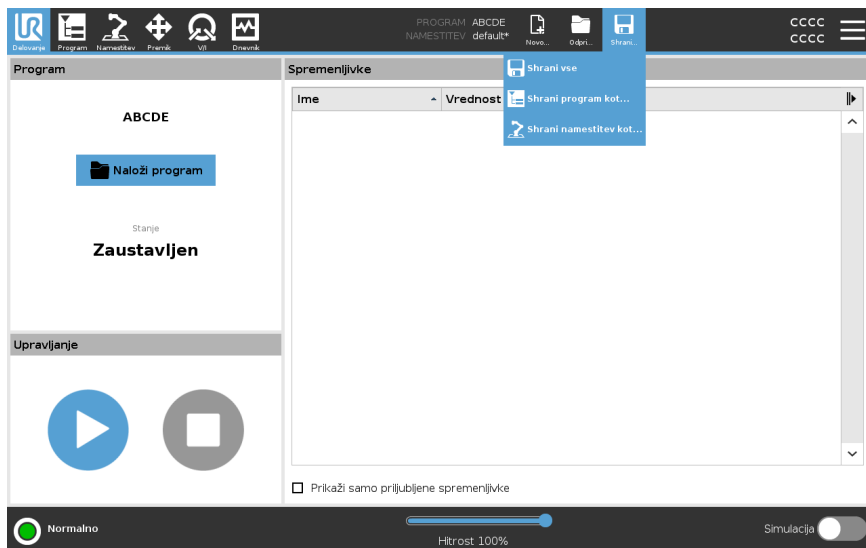 UR
PROGRAM ABCDE
NAMESTITEV default*
CCCC
CCCC
Delovanje Program Namestitev Premik V/I Dnevnik
Novo... Odpri... Shrani...
Program
Spremenljivke
Shrani vse
Shrani program kot...
Shrani namestitev kot...
Ime Vrednost
ABCDE
Naloži program
Stanje
Zaustavljen
Upravljanje
Prikaži samo priljubljene spremenljivke
Normalno
Hitrost 100%
Simulacija